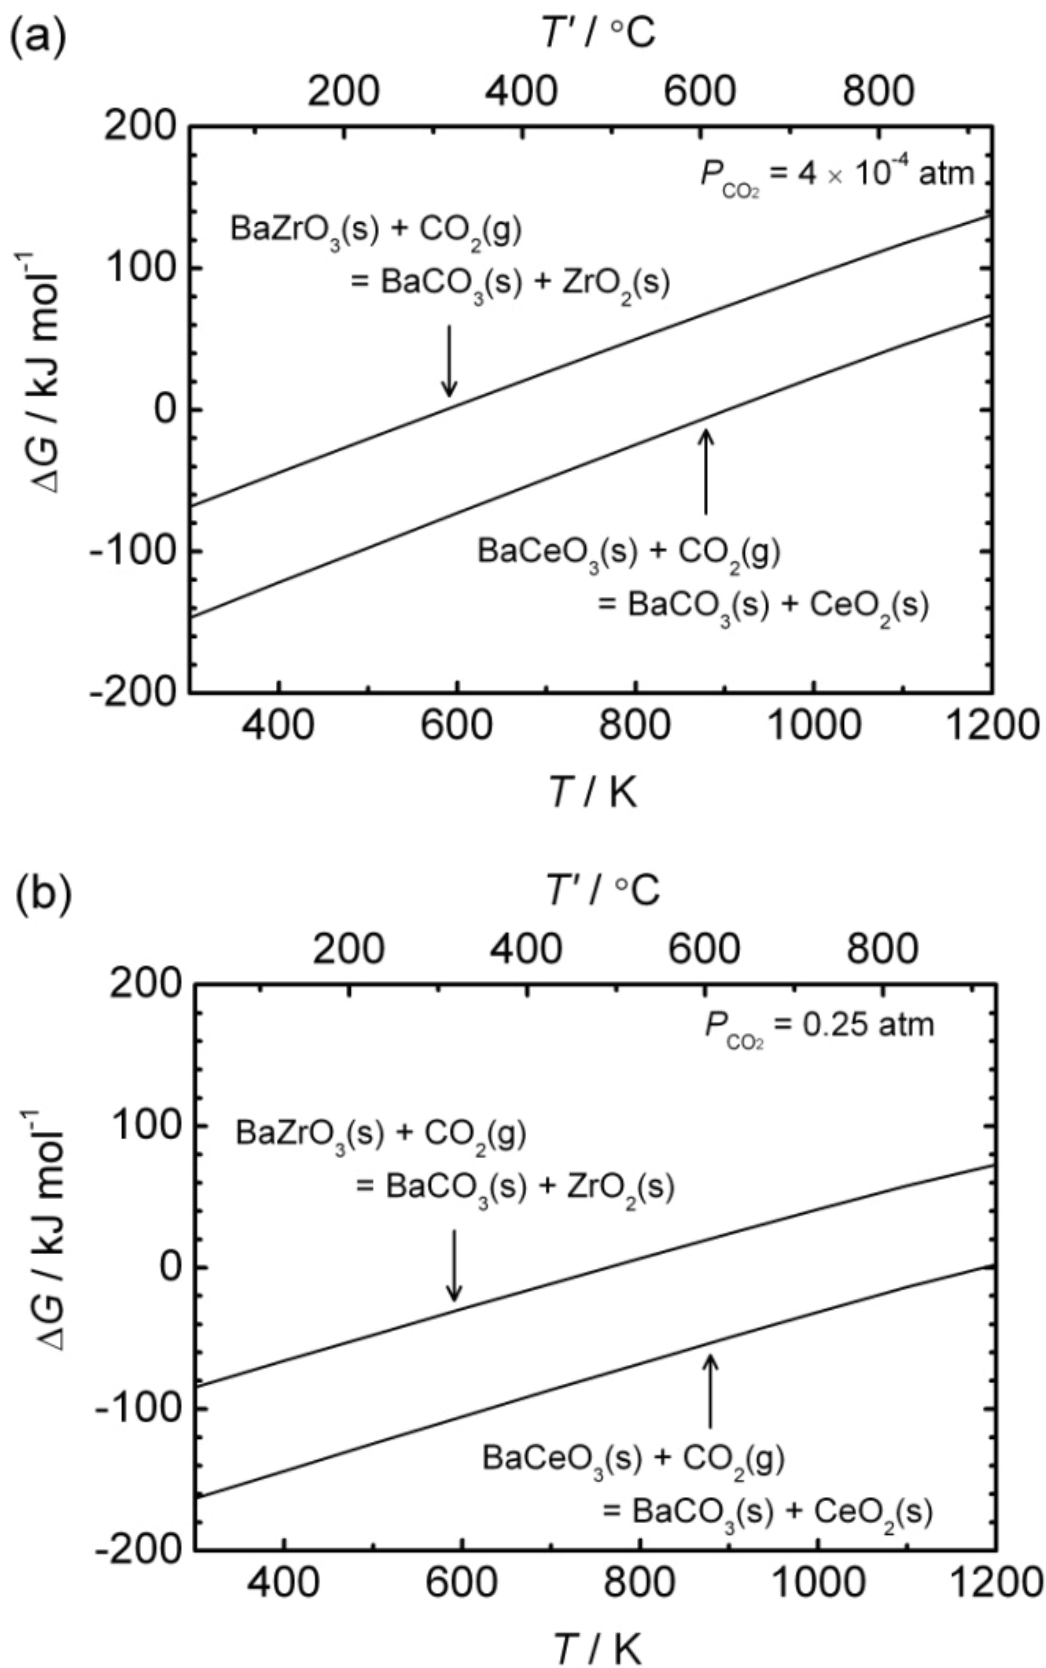 (a)
T' / °C
200 400 600 800
200
P_CO₂ = 4 × 10⁻⁴ atm
BaZrO₃(s) + CO₂(g)
= BaCO₃(s) + ZrO₂(s)
100
ΔG / kJ mol⁻¹
0
-100
BaCeO₃(s) + CO₂(g)
= BaCO₃(s) + CeO₂(s)
-200
400 600 800 1000 1200
T / K
(b)
T' / °C
200 400 600 800
200
P_CO₂ = 0.25 atm
BaZrO₃(s) + CO₂(g)
= BaCO₃(s) + ZrO₂(s)
100
ΔG / kJ mol⁻¹
0
-100
BaCeO₃(s) + CO₂(g)
= BaCO₃(s) + CeO₂(s)
-200
400 600 800 1000 1200
T / K